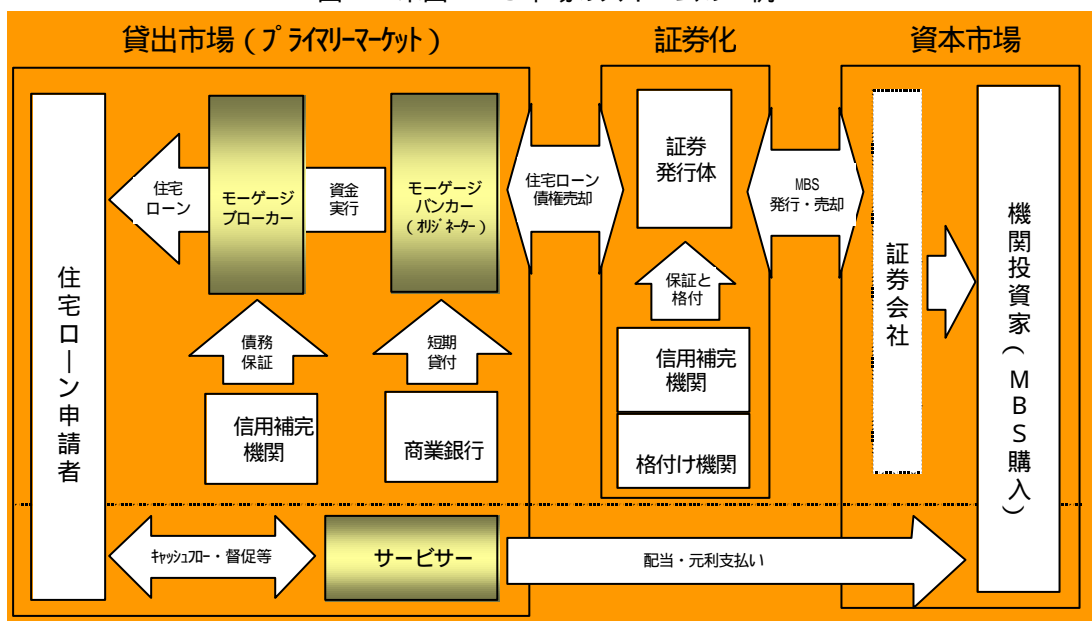 貸出市場(プライマリーマーケット)
証券化
資本市場
住宅ローン申請者
住宅
ローン
モーゲージ
ブローカー
資金
実行
モーゲージ
バンカー
(オリジネーター)
住宅ローン
債権売却
証券
発行体
MBS
発行・売却
証券会社
機関投資家(MBS購入)
債務
保証
短期
貸付
保証と
格付
信用補完
機関
商業銀行
信用補完
機関
格付け機関
キャッシュフロー・督促等
サービサー
配当・元利支払い